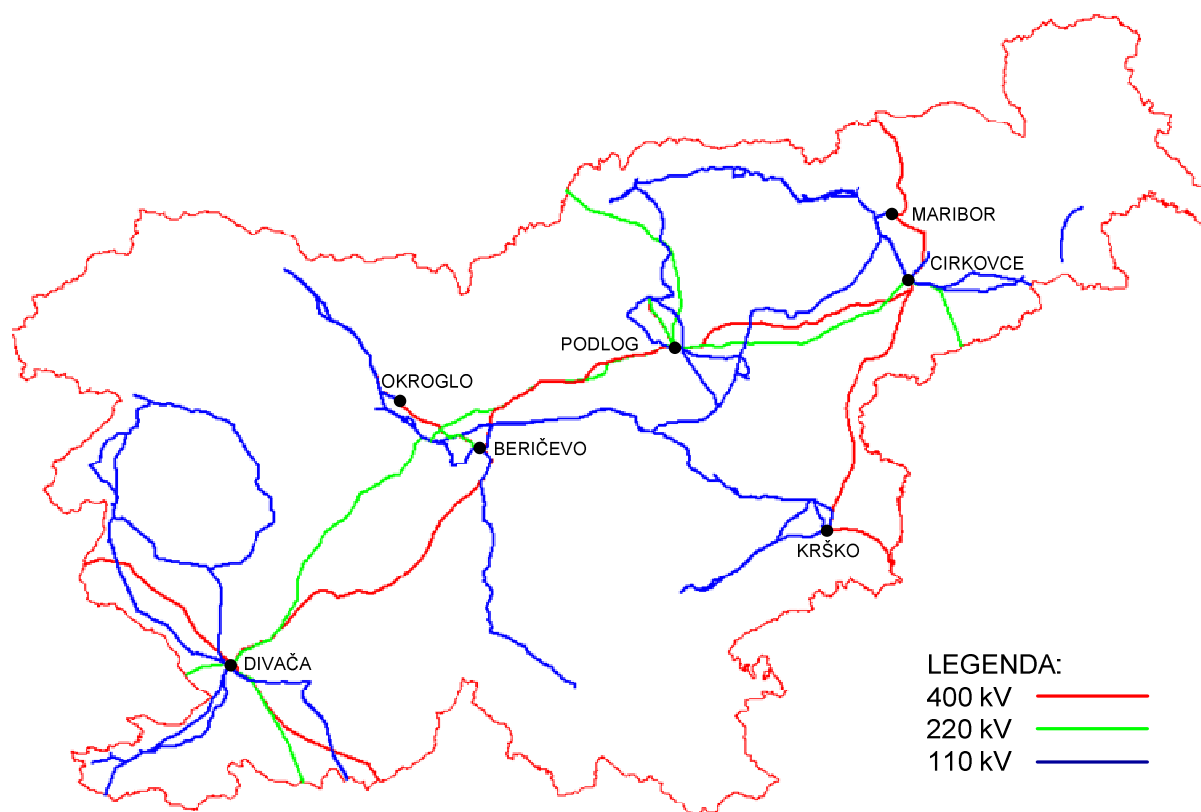 MARIBOR
CIRKOVCE
PODLOG
OKROGLO
BERIČEVO
KRŠKO
DIVAČA
LEGENDA:
400 kV
220 kV
110 kV